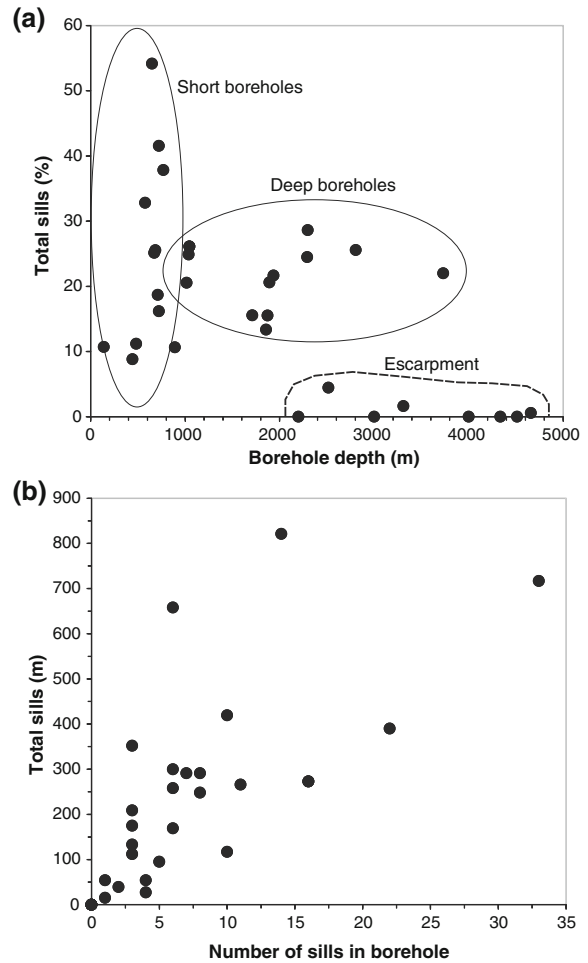 (a)
60
50
40
30
20
10
0
Total sills (%)
Short boreholes
Deep boreholes
Escarpment
0 1000 2000 3000 4000 5000
Borehole depth (m)
(b)
900
800
700
600
500
400
300
200
100
0
Total sills (m)
0 5 10 15 20 25 30 35
Number of sills in borehole